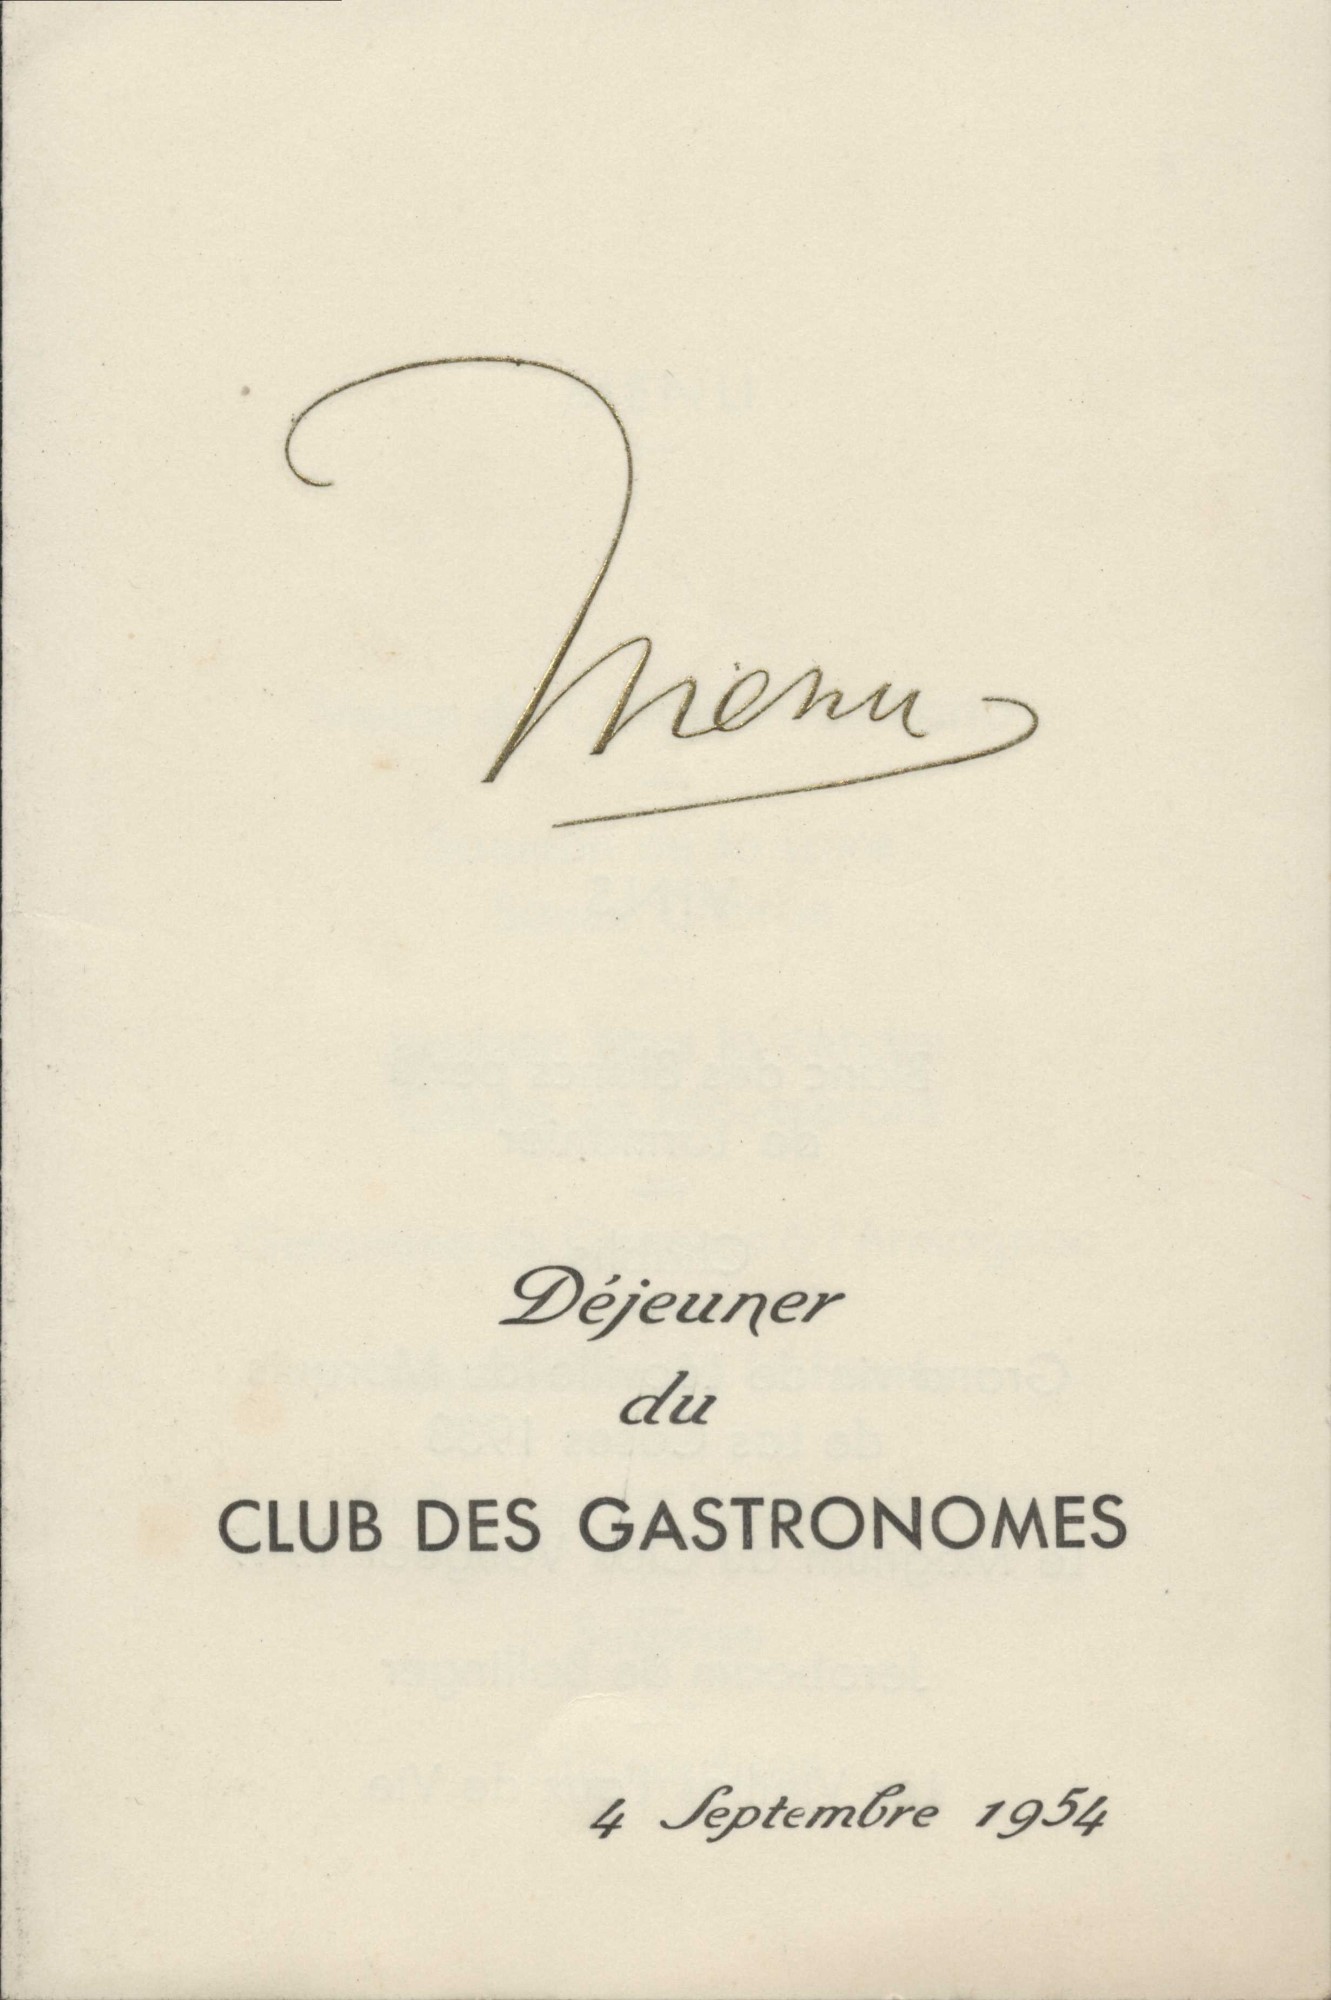 Menu
Déjeuner
du
CLUB DES GASTRONOMES
4 Septembre 1954